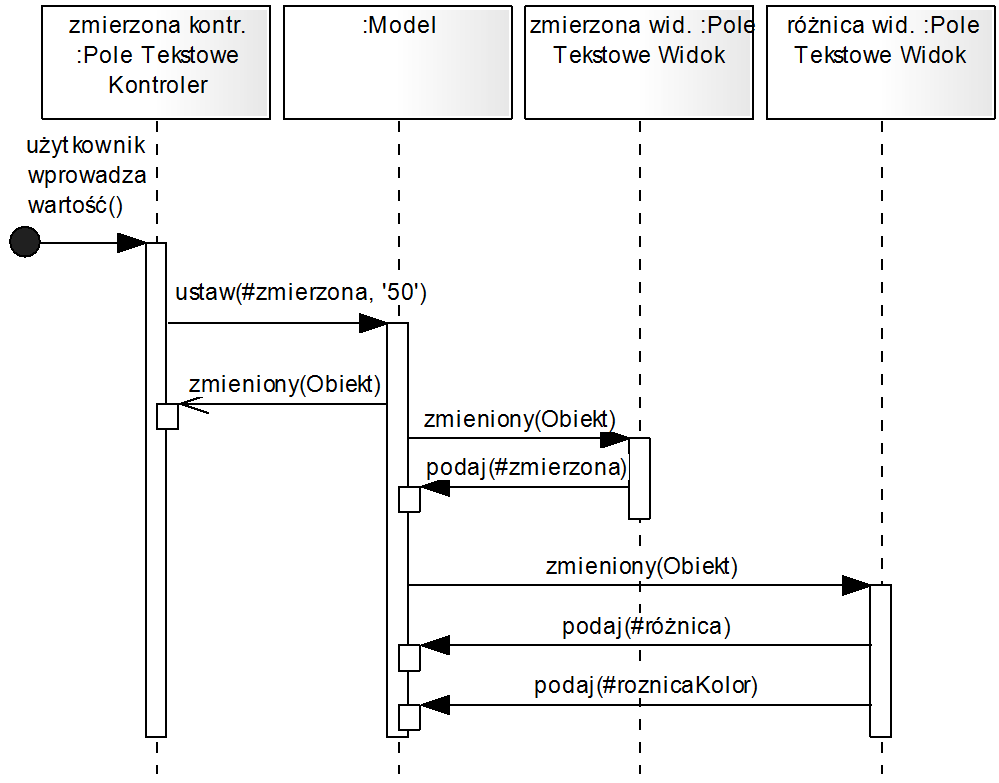 zmierzona kontr.
:Pole Tekstowe
Kontroler
:Model
zmierzona wid. :Pole
Tekstowe Widok
różnica wid. :Pole
Tekstowe Widok
użytkownik
wprowadza
wartość()
ustaw(#zmierzona, '50')
zmieniony(Obiekt)
zmieniony(Obiekt)
podaj(#zmierzona)
zmieniony(Obiekt)
podaj(#różnica)
podaj(#roznicaKolor)